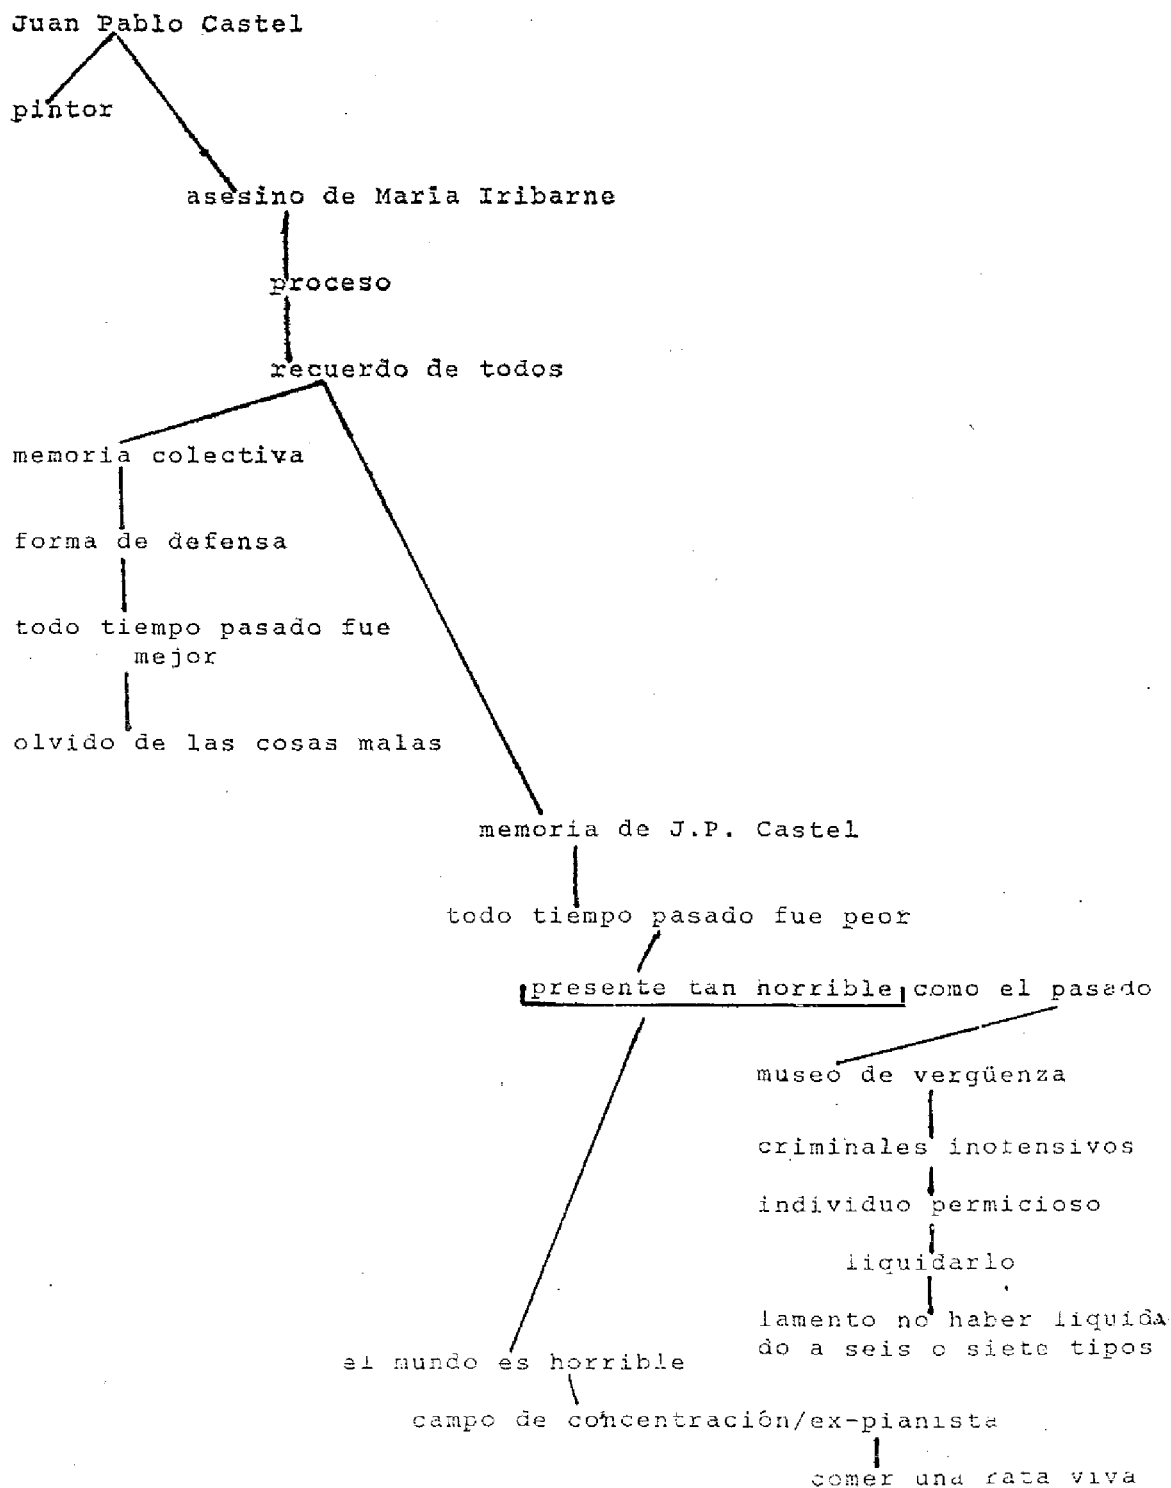 Juan Pablo Castel
pintor
asesino de María Iribarne
proceso
recuerdo de todos
memoria colectiva
forma de defensa
todo tiempo pasado fue
mejor
olvido de las cosas malas
memoria de J.P. Castel
todo tiempo pasado fue peor
presente tan horrible como el pasado
museo de vergüenza
criminales inofensivos
individuo permicioso
liquidarlo
lamento no haber liquida
do a seis o siete tipos
el mundo es horrible
campo de concentración/ex-pianista
comer una rata viva